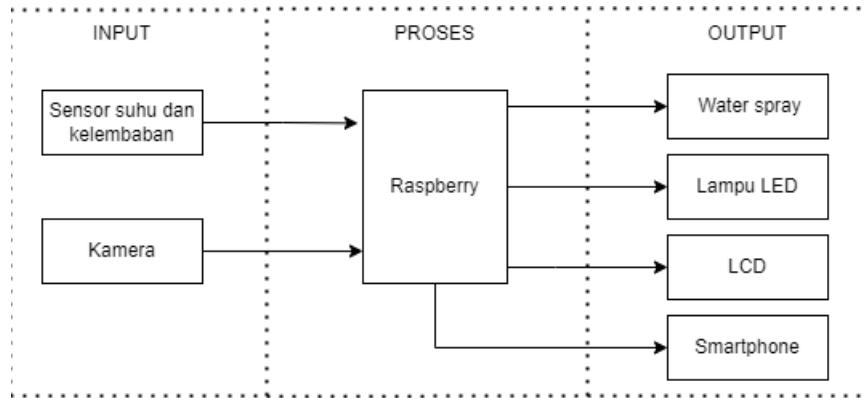 INPUT
PROSES
OUTPUT
Sensor suhu dan
kelembaban
Kamera
Raspberry
Water spray
Lampu LED
LCD
Smartphone